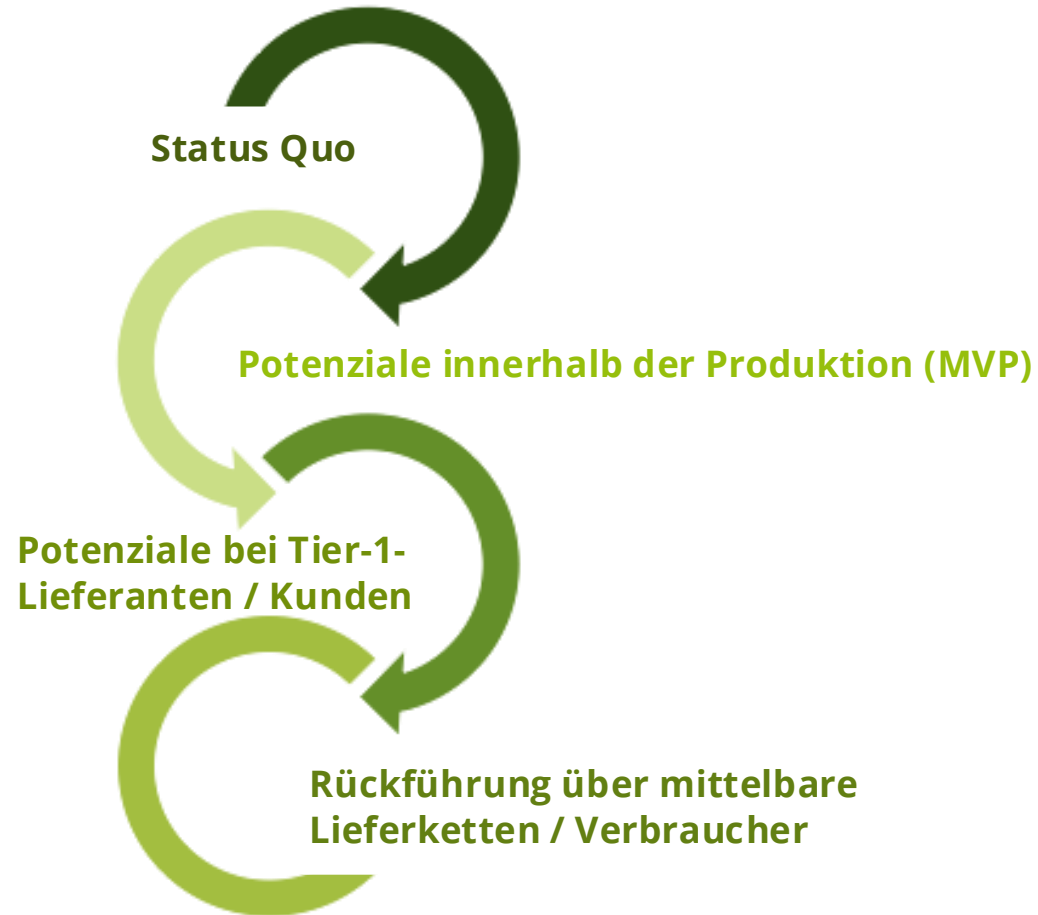 Status Quo
Potenziale innerhalb der Produktion (MVP)
Potenziale bei Tier-1-
Lieferanten / Kunden
Rückführung über mittelbare
Lieferketten / Verbraucher